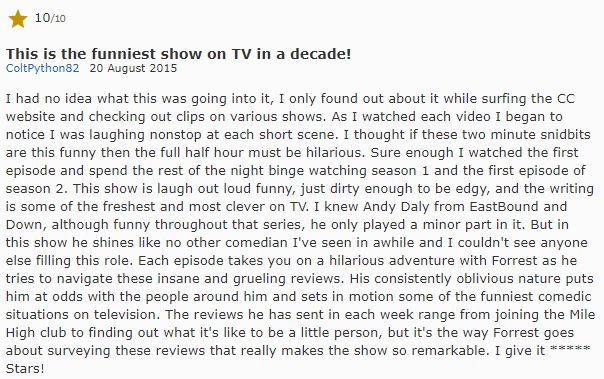 10/10
This is the funniest show on TV in a decade!
ColtPython82 20 August 2015
I had no idea what this was going into it, I only found out about it while surfing the CC
website and checking out clips on various shows. As I watched each video I began to
notice I was laughing nonstop at each short scene. I thought if these two minute snidbits
are this funny then the full half hour must be hilarious. Sure enough I watched the first
episode and spend the rest of the night binge watching season 1 and the first episode of
season 2. This show is laugh out loud funny, just dirty enough to be edgy, and the writing
is some of the freshest and most clever on TV. I knew Andy Daly from EastBound and
Down, although funny throughout that series, he only played a minor part in it. But in
this show he shines like no other comedian I've seen in awhile and I couldn't see anyone
else filling this role. Each episode takes you on a hilarious adventure with Forrest as he
tries to navigate these insane and grueling reviews. His consistently oblivious nature puts
him at odds with the people around him and sets in motion some of the funniest comedic
situations on television. The reviews he has sent in each week range from joining the Mile
High club to finding out what it's like to be a little person, but it's the way Forrest goes
about surveying these reviews that really makes the show so remarkable. I give it *****
Stars!